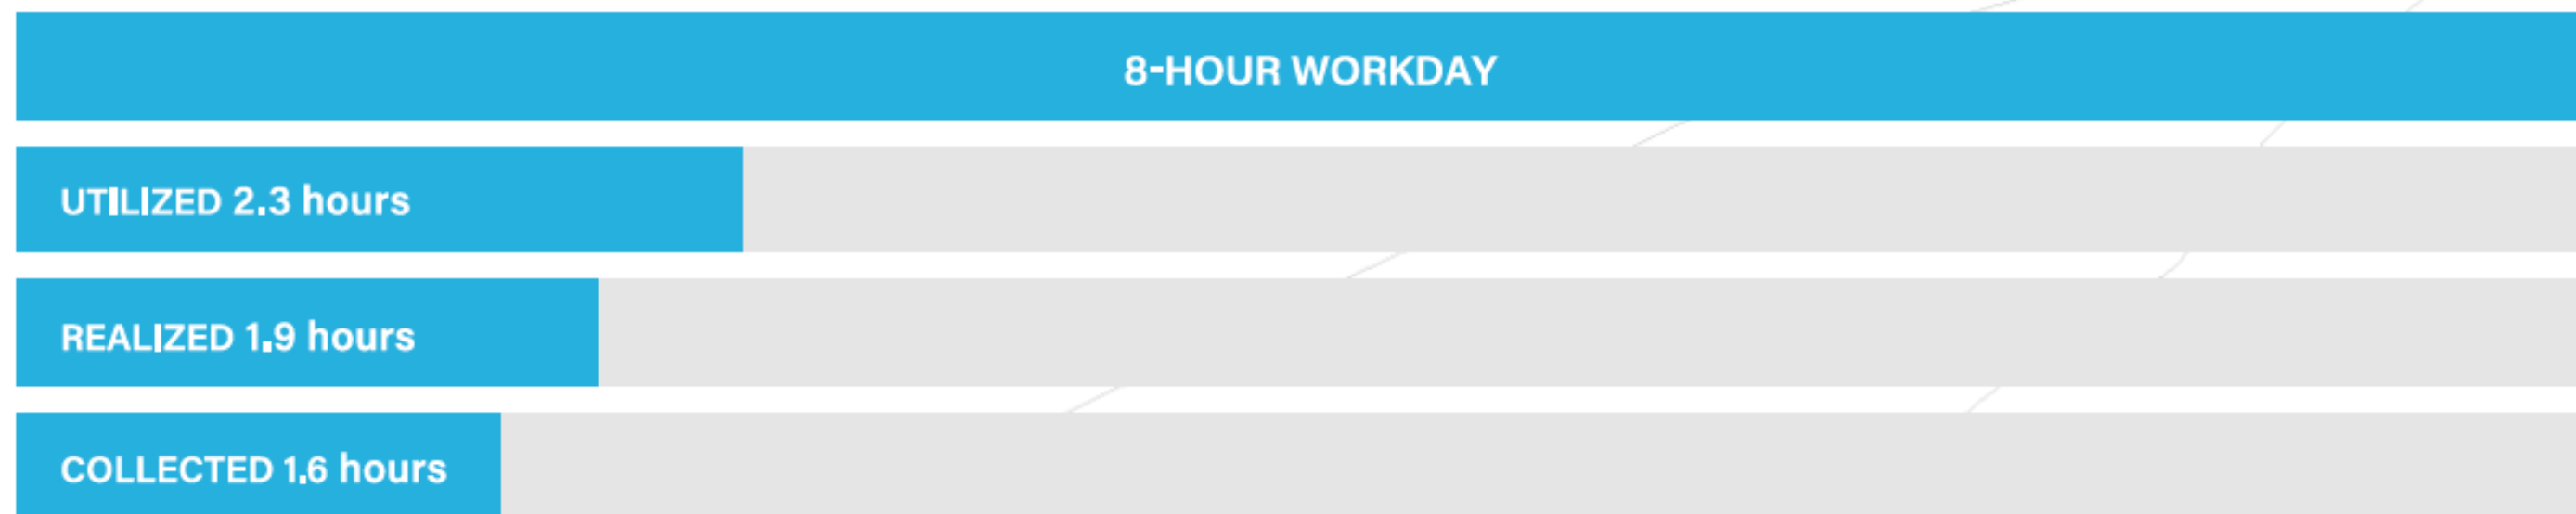 8-HOUR WORKDAY
UTILIZED 2.3 hours
REALIZED 1.9 hours
COLLECTED 1.6 hours